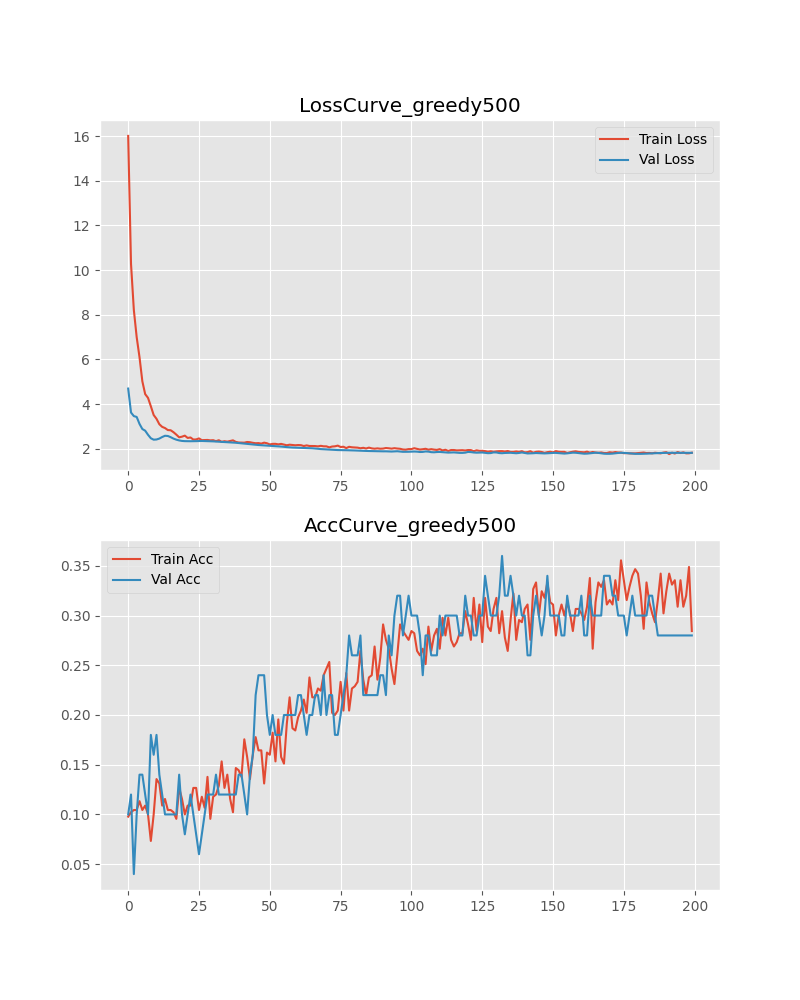 LossCurve_greedy500
16
14
12
10
8
6
4
2
Train Loss
Val Loss
0 25 50 75 100 125 150 175 200
AccCurve_greedy500
0.35
0.30
0.25
0.20
0.15
0.10
0.05
Train Acc
Val Acc
0 25 50 75 100 125 150 175 200